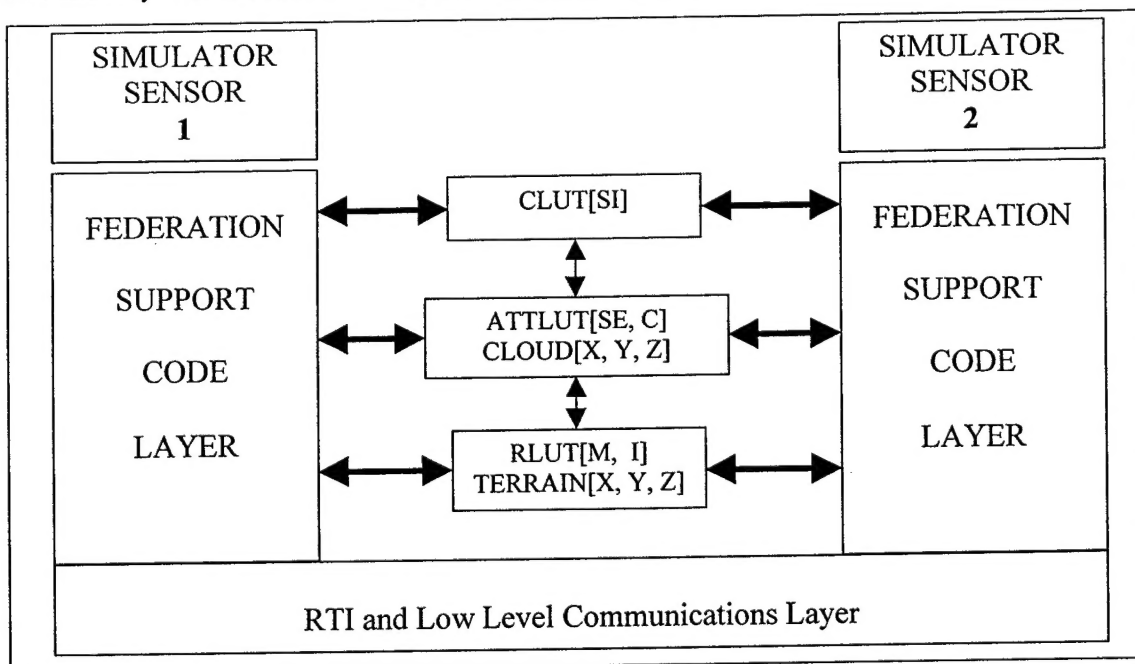 SIMULATOR
SENSOR
1
SIMULATOR
SENSOR
2
FEDERATION
SUPPORT
CODE
LAYER
CLUT[SI]
ATTLUT[SE, C]
CLOUD[X, Y, Z]
RLUT[M, I]
TERRAIN[X, Y, Z]
FEDERATION
SUPPORT
CODE
LAYER
RTI and Low Level Communications Layer